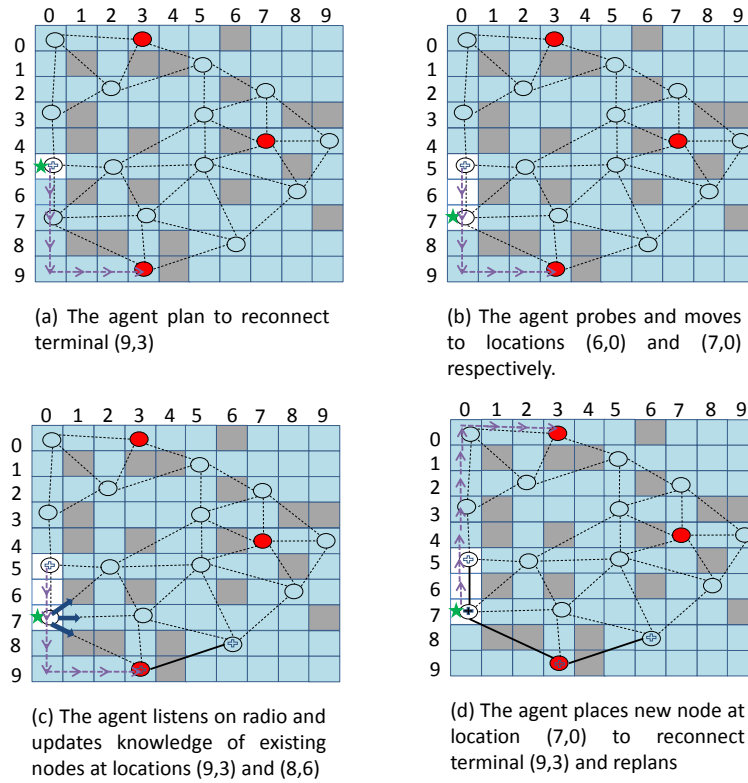 0 1 2 3 4 5 6 7 8 9
0
1
2
3
4
5
6
7
8
9
(a) The agent plan to reconnect
terminal (9,3)
0 1 2 3 4 5 6 7 8 9
0
1
2
3
4
5
6
7
8
9
(b) The agent probes and moves
to locations (6,0) and (7,0)
respectively.
0 1 2 3 4 5 6 7 8 9
0
1
2
3
4
5
6
7
8
9
(c) The agent listens on radio and
updates knowledge of existing
nodes at locations (9,3) and (8,6)
0 1 2 3 4 5 6 7 8 9
0
1
2
3
4
5
6
7
8
9
(d) The agent places new node at
location (7,0) to reconnect
terminal (9,3) and replans